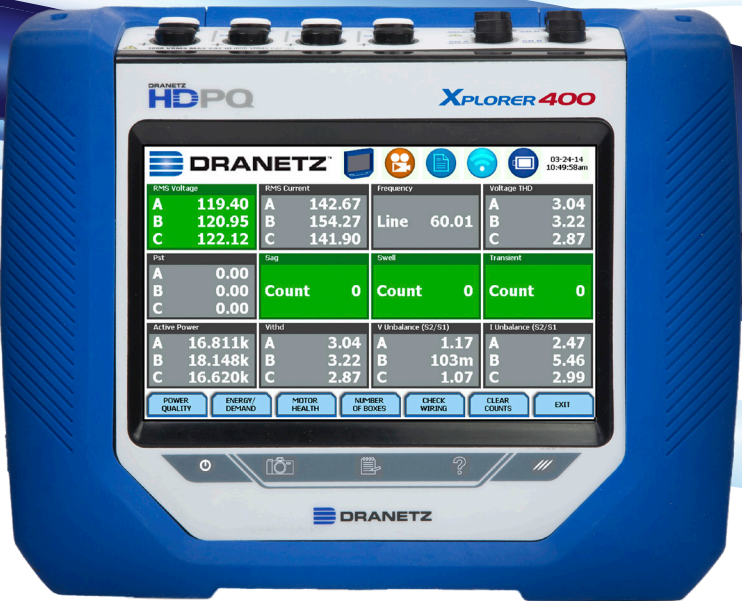 DRANETZ
HDPQ
XPLORER 400
DRANETZ
03-24-14
10:49:58am
RMS Voltage
A 119.40
B 120.95
C 122.12
RMS Current
A 142.67
B 154.27
C 141.90
Frequency
Line 60.01
Voltage THD
A 3.04
B 3.22
C 2.87
Pst
A 0.00
B 0.00
C 0.00
Sag
Count 0
Swell
Count 0
Transient
Count 0
Active Power
A 16.811k
B 18.148k
C 16.620k
Vithd
A 3.04
B 3.22
C 2.87
V Unbalance (S2/S1)
A 1.17
B 103m
C 1.07
I Unbalance (S2/S1
A 2.47
B 5.46
C 2.99
POWER
QUALITY
ENERGY/
DEMAND
MOTOR
HEALTH
NUMBER
OF BOXES
CHECK
WIRING
CLEAR
COUNTS
EXIT
DRANETZ